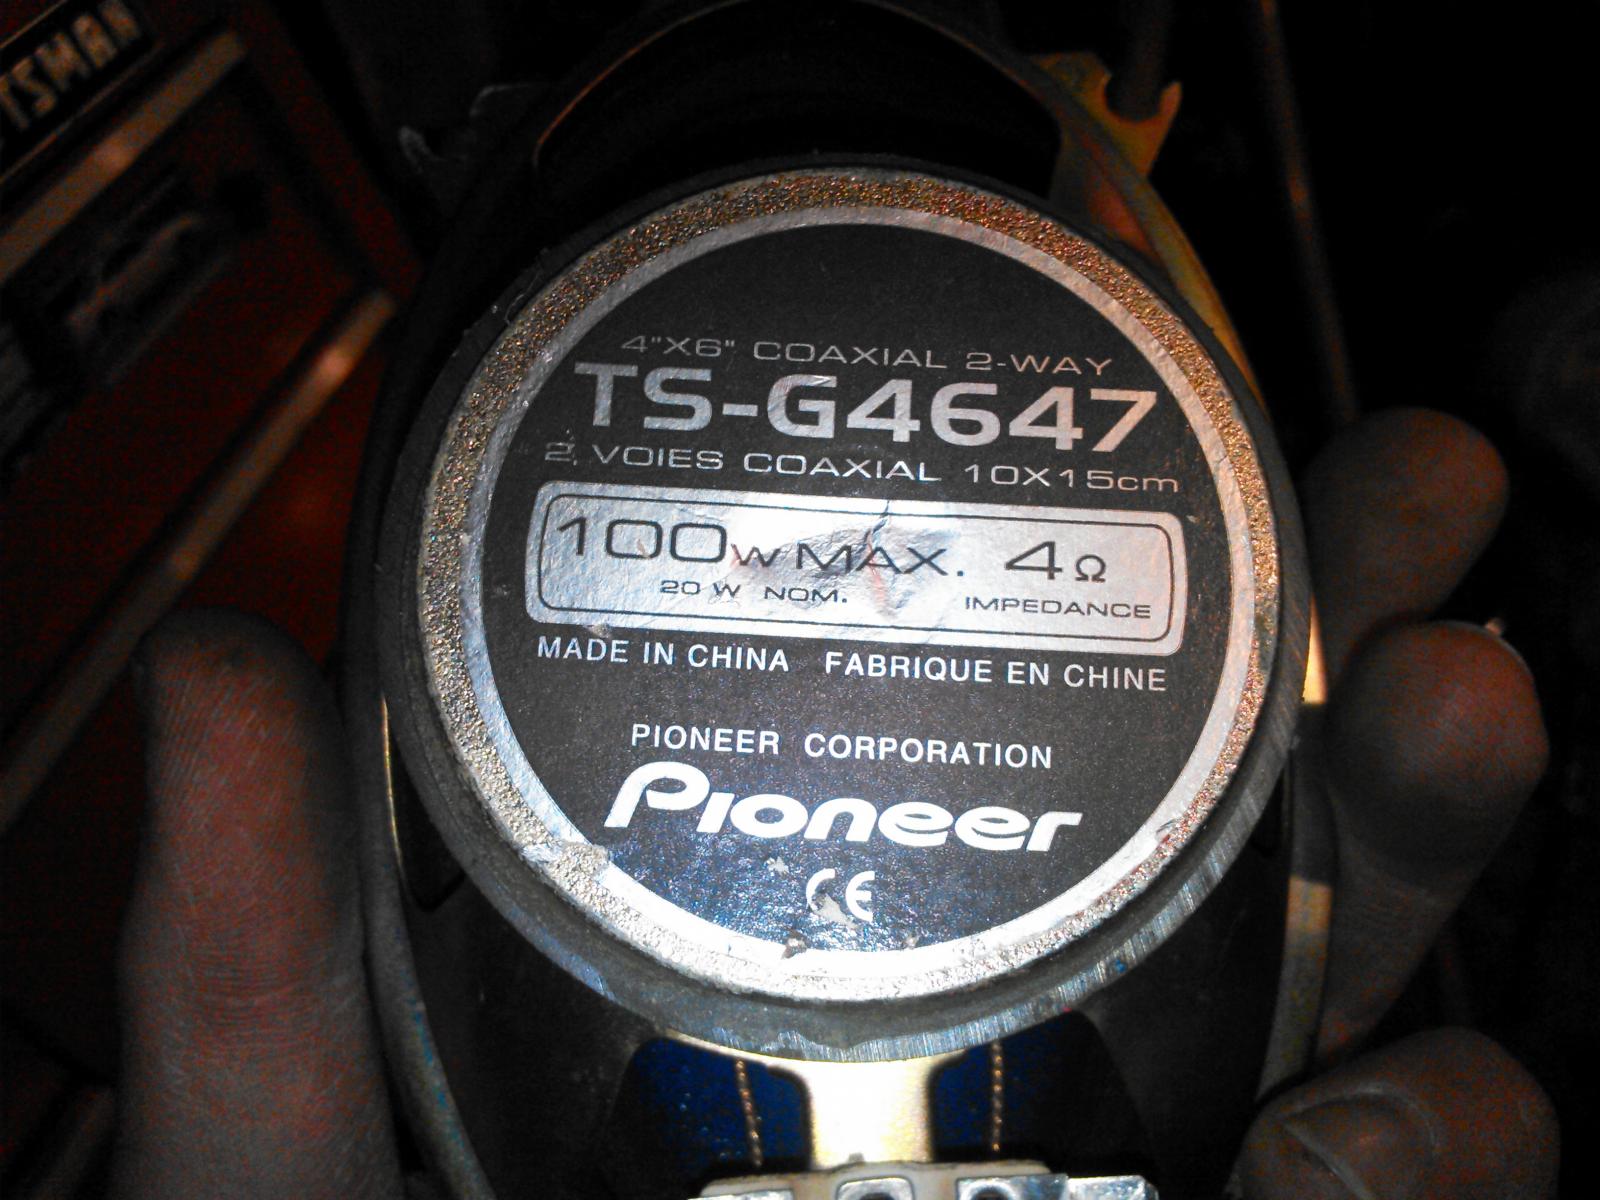 TSMAN
4"X6" COAXIAL 2-WAY
TS-G4647
2 VOIES COAXIAL 10X15cm
100W MAX. 4Ω
20 W NOM. IMPEDANCE
MADE IN CHINA FABRIQUE EN CHINE
PIONEER CORPORATION
Pioneer
CE